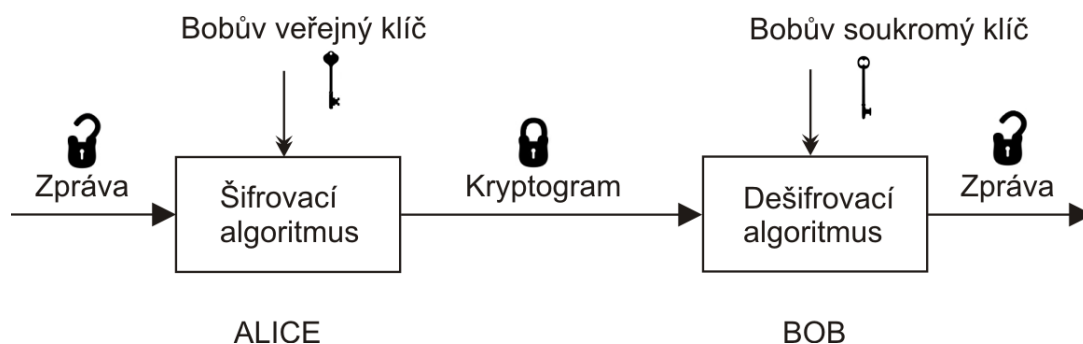 Bobův veřejný klíč
Bobův soukromý klíč
Zpráva
Šifrovací
algoritmus
Kryptogram
Dešifrovací
algoritmus
Zpráva
ALICE
BOB